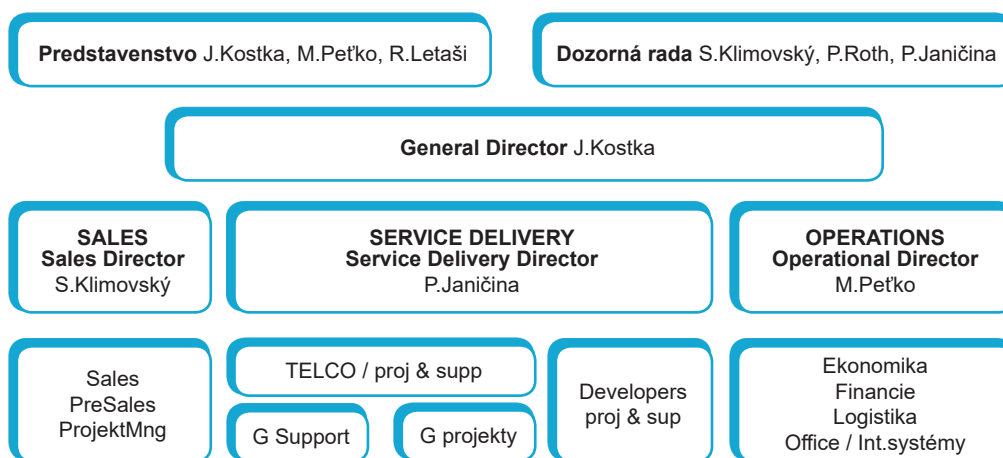 Predstavenstvo J.Kostka, M.Peťko, R.Letaši
Dozorná rada S.Klimovský, P.Roth, P.Janičina
General Director J.Kostka
SALES
Sales Director
S.Klimovský
SERVICE DELIVERY
Service Delivery Director
P.Janičina
OPERATIONS
Operational Director
M.Peťko
Sales
PreSales
ProjektMng
TELCO / proj & supp
G Support
G projekty
Developers
proj & sup
Ekonomika
Financie
Logistika
Office / Int.systémy